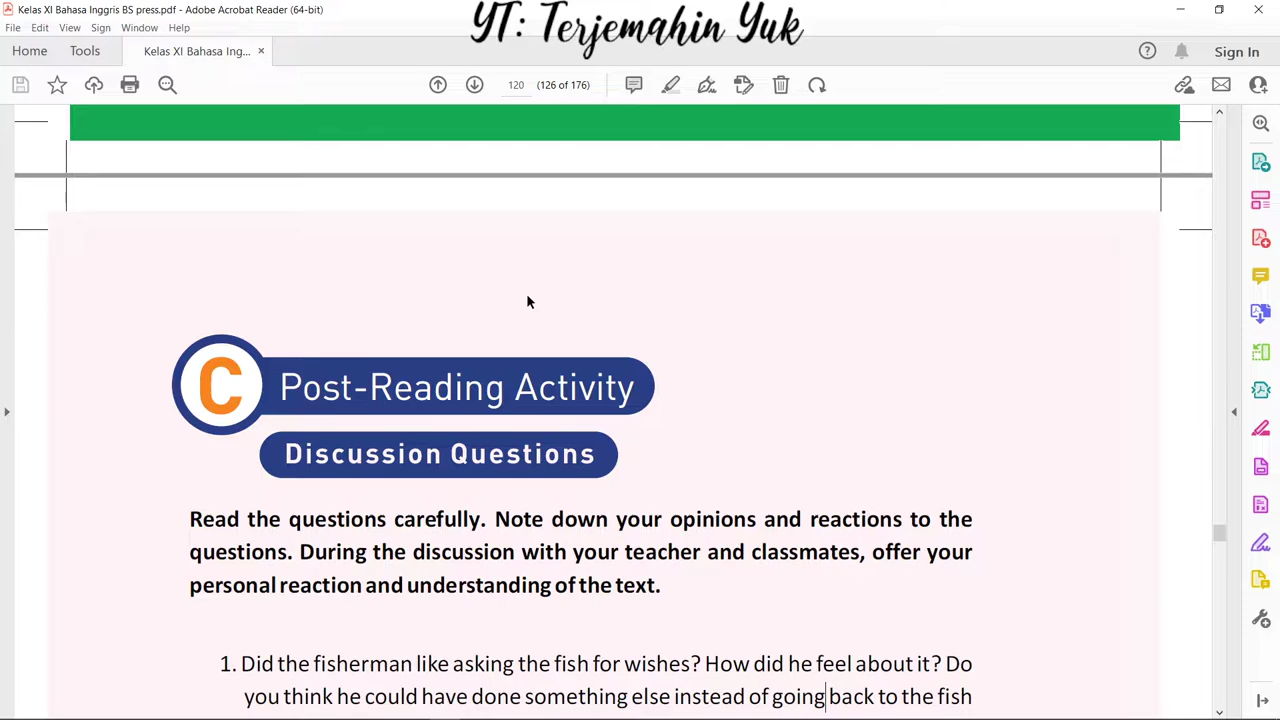 Kelas XI Bahasa Inggris BS press.pdf - Adobe Acrobat Reader (64-bit)
YT: Terjemahin Yuk
File Edit View Sign Window Help
Home Tools Kelas XI Bahasa Ing... × Sign In
120 (126 of 176)
C Post-Reading Activity
Discussion Questions
Read the questions carefully. Note down your opinions and reactions to the
questions. During the discussion with your teacher and classmates, offer your
personal reaction and understanding of the text.
1. Did the fisherman like asking the fish for wishes? How did he feel about it? Do
you think he could have done something else instead of going back to the fish